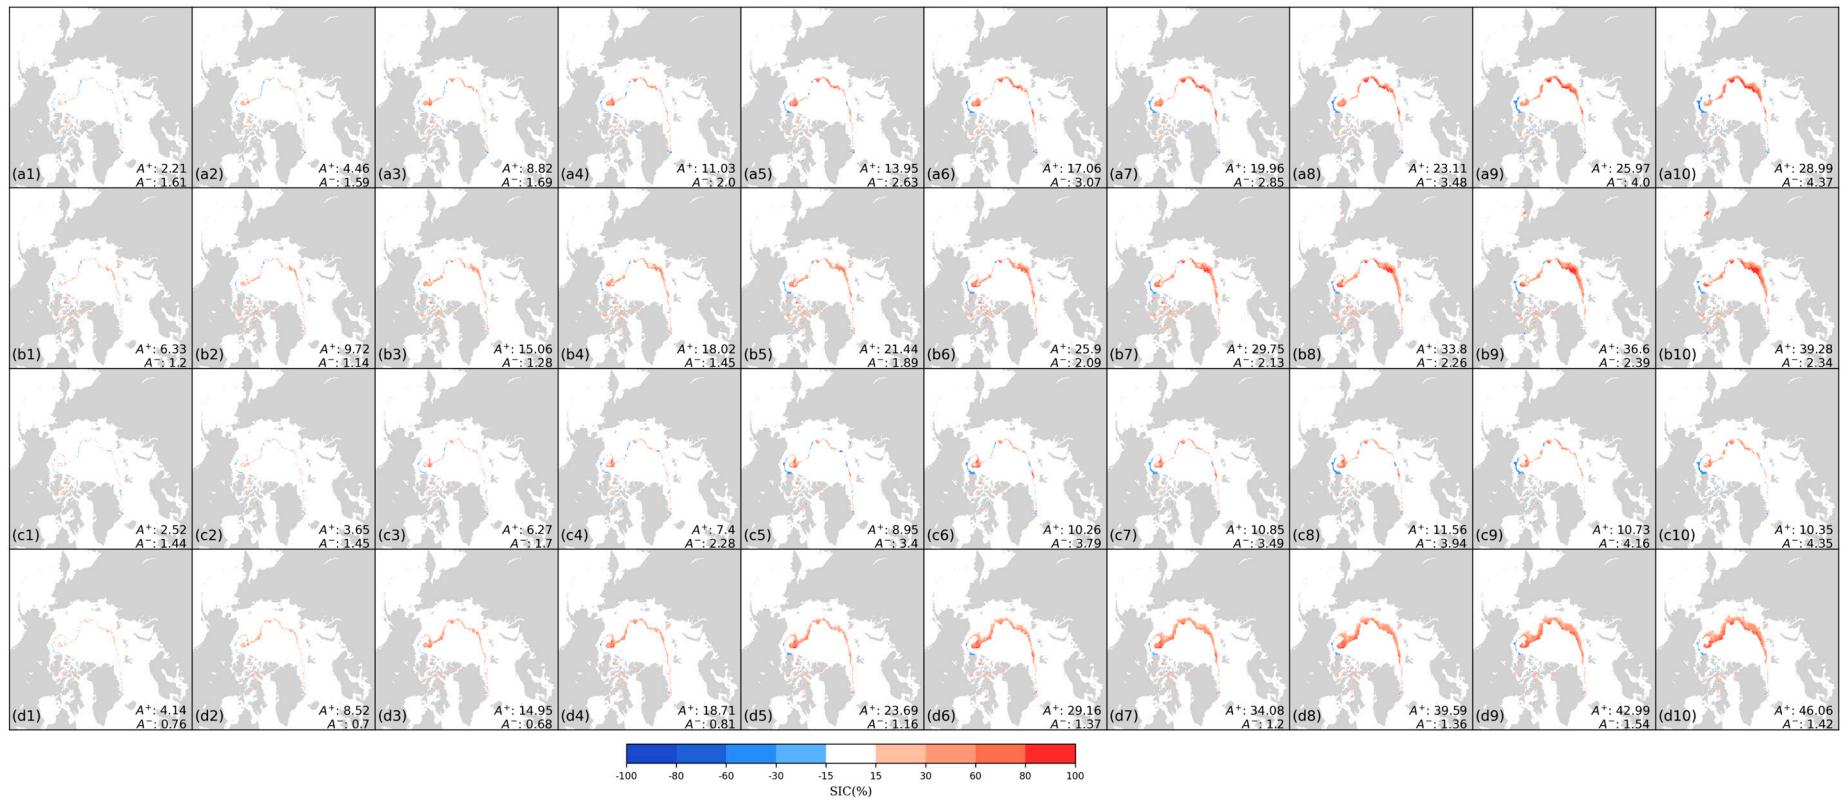 (a1) A⁺: 2.21
A⁻: 1.61
(a2) A⁺: 4.46
A⁻: 1.59
(a3) A⁺: 8.82
A⁻: 1.69
(a4) A⁺: 11.03
A⁻: 2.0
(a5) A⁺: 13.95
A⁻: 2.63
(a6) A⁺: 17.06
A⁻: 3.07
(a7) A⁺: 19.96
A⁻: 2.85
(a8) A⁺: 23.11
A⁻: 3.48
(a9) A⁺: 25.97
A⁻: 4.0
(a10) A⁺: 28.99
A⁻: 4.37
(b1) A⁺: 6.33
A⁻: 1.2
(b2) A⁺: 9.72
A⁻: 1.14
(b3) A⁺: 15.06
A⁻: 1.28
(b4) A⁺: 18.02
A⁻: 1.45
(b5) A⁺: 21.44
A⁻: 1.89
(b6) A⁺: 25.9
A⁻: 2.09
(b7) A⁺: 29.75
A⁻: 2.13
(b8) A⁺: 33.8
A⁻: 2.26
(b9) A⁺: 36.6
A⁻: 2.39
(b10) A⁺: 39.28
A⁻: 2.34
(c1) A⁺: 2.52
A⁻: 1.44
(c2) A⁺: 3.65
A⁻: 1.45
(c3) A⁺: 6.27
A⁻: 1.7
(c4) A⁺: 7.4
A⁻: 2.28
(c5) A⁺: 8.95
A⁻: 3.4
(c6) A⁺: 10.26
A⁻: 3.79
(c7) A⁺: 10.85
A⁻: 3.49
(c8) A⁺: 11.56
A⁻: 3.94
(c9) A⁺: 10.73
A⁻: 4.16
(c10) A⁺: 10.35
A⁻: 4.35
(d1) A⁺: 4.14
A⁻: 0.76
(d2) A⁺: 8.52
A⁻: 0.7
(d3) A⁺: 14.95
A⁻: 0.68
(d4) A⁺: 18.71
A⁻: 0.81
(d5) A⁺: 23.69
A⁻: 1.16
(d6) A⁺: 29.16
A⁻: 1.37
(d7) A⁺: 34.08
A⁻: 1.2
(d8) A⁺: 39.59
A⁻: 1.36
(d9) A⁺: 42.99
A⁻: 1.54
(d10) A⁺: 46.06
A⁻: 1.42
-100 -80 -60 -30 -15 15 30 60 80 100
SIC(%)